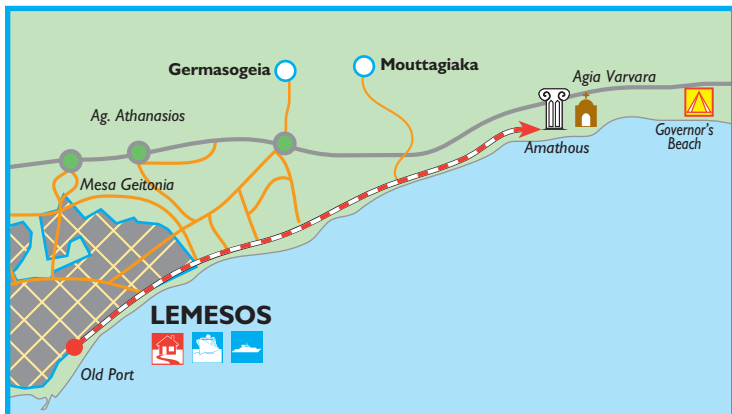 Germasogeia
Mouttagiaka
Agia Varvara
Ag. Athanasios
Governor's
Beach
Amathous
Mesa Geitonia
LEMESOS
Old Port